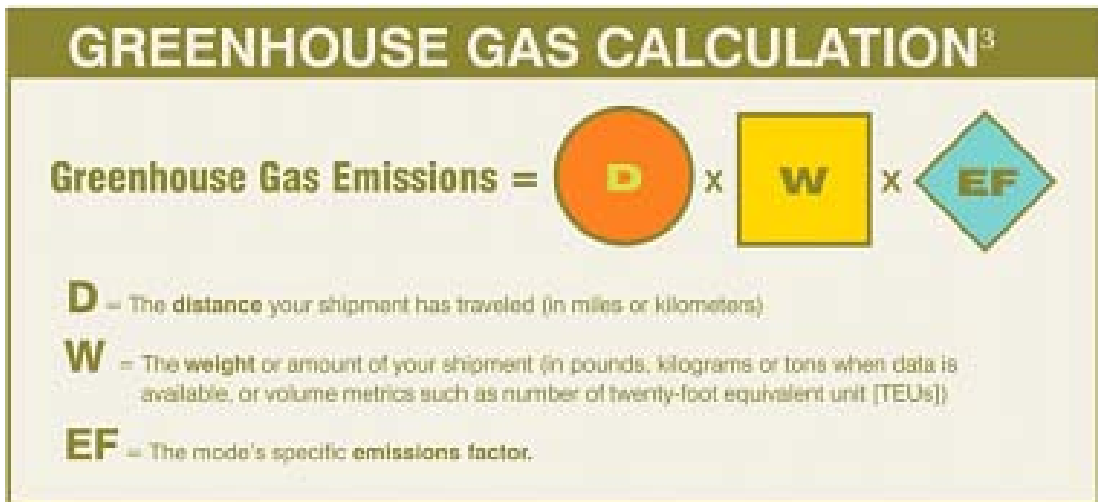 GREENHOUSE GAS CALCULATION³
Greenhouse Gas Emissions = D x W x EF
D = The distance your shipment has traveled (in miles or kilometers)
W = The weight or amount of your shipment (in pounds, kilograms or tons when data is
available, or volume metrics such as number of twenty-foot equivalent unit [TEUs])
EF = The mode's specific emissions factor.